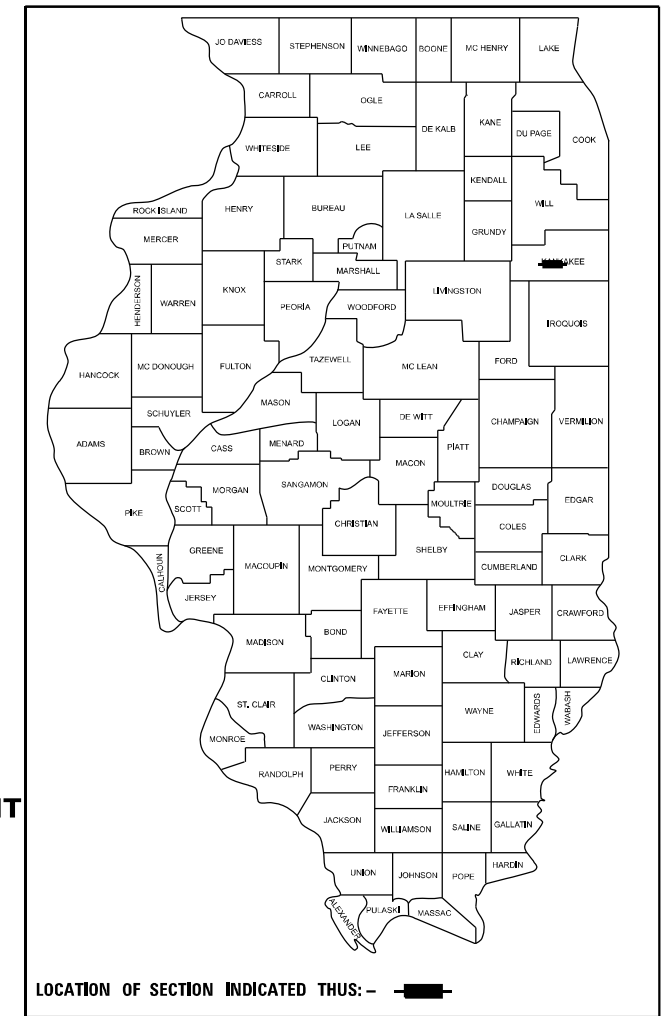 JO DAVIESS STEPHENSON WINNEBAGO BOONE MC HENRY LAKE
CARROLL OGLE DE KALB KANE DU PAGE COOK
WHITESIDE LEE KENDALL WILL
ROCK ISLAND HENRY BUREAU LA SALLE GRUNDY
MERCER PUTNAM
STARK MARSHALL KANKAKEE
HENDERSON WARREN KNOX PEORIA WOODFORD LIVINGSTON IROQUOIS
HANCOCK MC DONOUGH FULTON TAZEWELL MC LEAN FORD
MASON
SCHUYLER LOGAN DE WITT CHAMPAIGN VERMILION
ADAMS BROWN CASS MENARD PIATT
MACON
MORGAN SANGAMON DOUGLAS
PIKE SCOTT CHRISTIAN MOULTRIE EDGAR
COLES
GREENE MACOUPIN MONTGOMERY SHELBY CLARK
CALHOUN CUMBERLAND
JERSEY FAYETTE EFFINGHAM JASPER CRAWFORD
MADISON BOND
CLAY RICHLAND LAWRENCE
CLINTON MARION
ST. CLAIR WAYNE EDWARDS WABASH
WASHINGTON JEFFERSON
MONROE
RANDOLPH PERRY HAMILTON WHITE
FRANKLIN
IT
JACKSON WILLIAMSON SALINE GALLATIN
HARDIN
UNION JOHNSON POPE
ALEXANDER PULASKI MASSAC
LOCATION OF SECTION INDICATED THUS: –